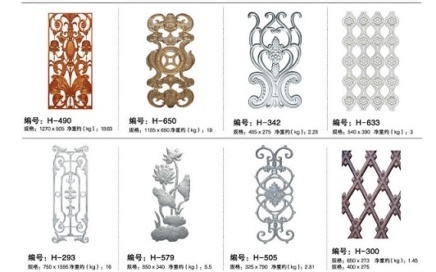 编号：H-490
规格：1270 x 505 净重约(kg)：19.63
编号：H-650
规格：1105 x 650 净重约(kg)：19
编号：H-342
规格：455 x 275 净重约(kg)：2.28
编号：H-633
规格：540 x 390 净重约(kg)：3
编号：H-293
规格：750 x 1595 净重约(kg)：16
编号：H-579
规格：550 x 340 净重约(kg)：5.5
编号：H-505
规格：325 x 790 净重约(kg)：2.81
编号：H-300
规格：650 x 273 净重约(kg)：1.45
规格：400 x 275